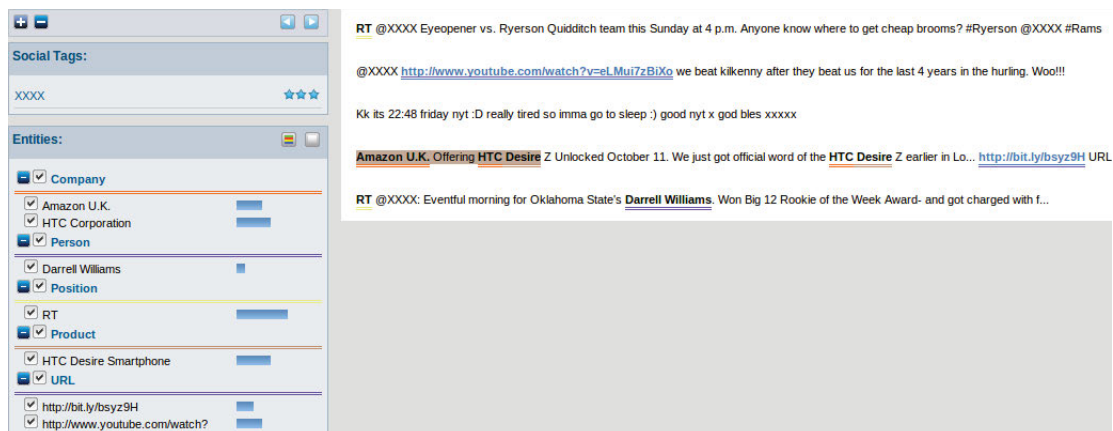 Social Tags:
XXXX
Entities:
Company
Amazon U.K.
HTC Corporation
Person
Darrell Williams
Position
RT
Product
HTC Desire Smartphone
URL
http://bit.ly/bsyz9H
http://www.youtube.com/watch?
RT @XXXX Eyeopener vs. Ryerson Quidditch team this Sunday at 4 p.m. Anyone know where to get cheap brooms? #Ryerson @XXXX #Rams
@XXXX http://www.youtube.com/watch?v=eLMui7zBiXo we beat kilkenny after they beat us for the last 4 years in the hurling. Woo!!!
Kk its 22:48 friday nyt :D really tired so imma go to sleep :) good nyt x god bles xxxxx
Amazon U.K. Offering HTC Desire Z Unlocked October 11. We just got official word of the HTC Desire Z earlier in Lo... http://bit.ly/bsyz9H URL
RT @XXXX: Eventful morning for Oklahoma State's Darrell Williams. Won Big 12 Rookie of the Week Award- and got charged with f...